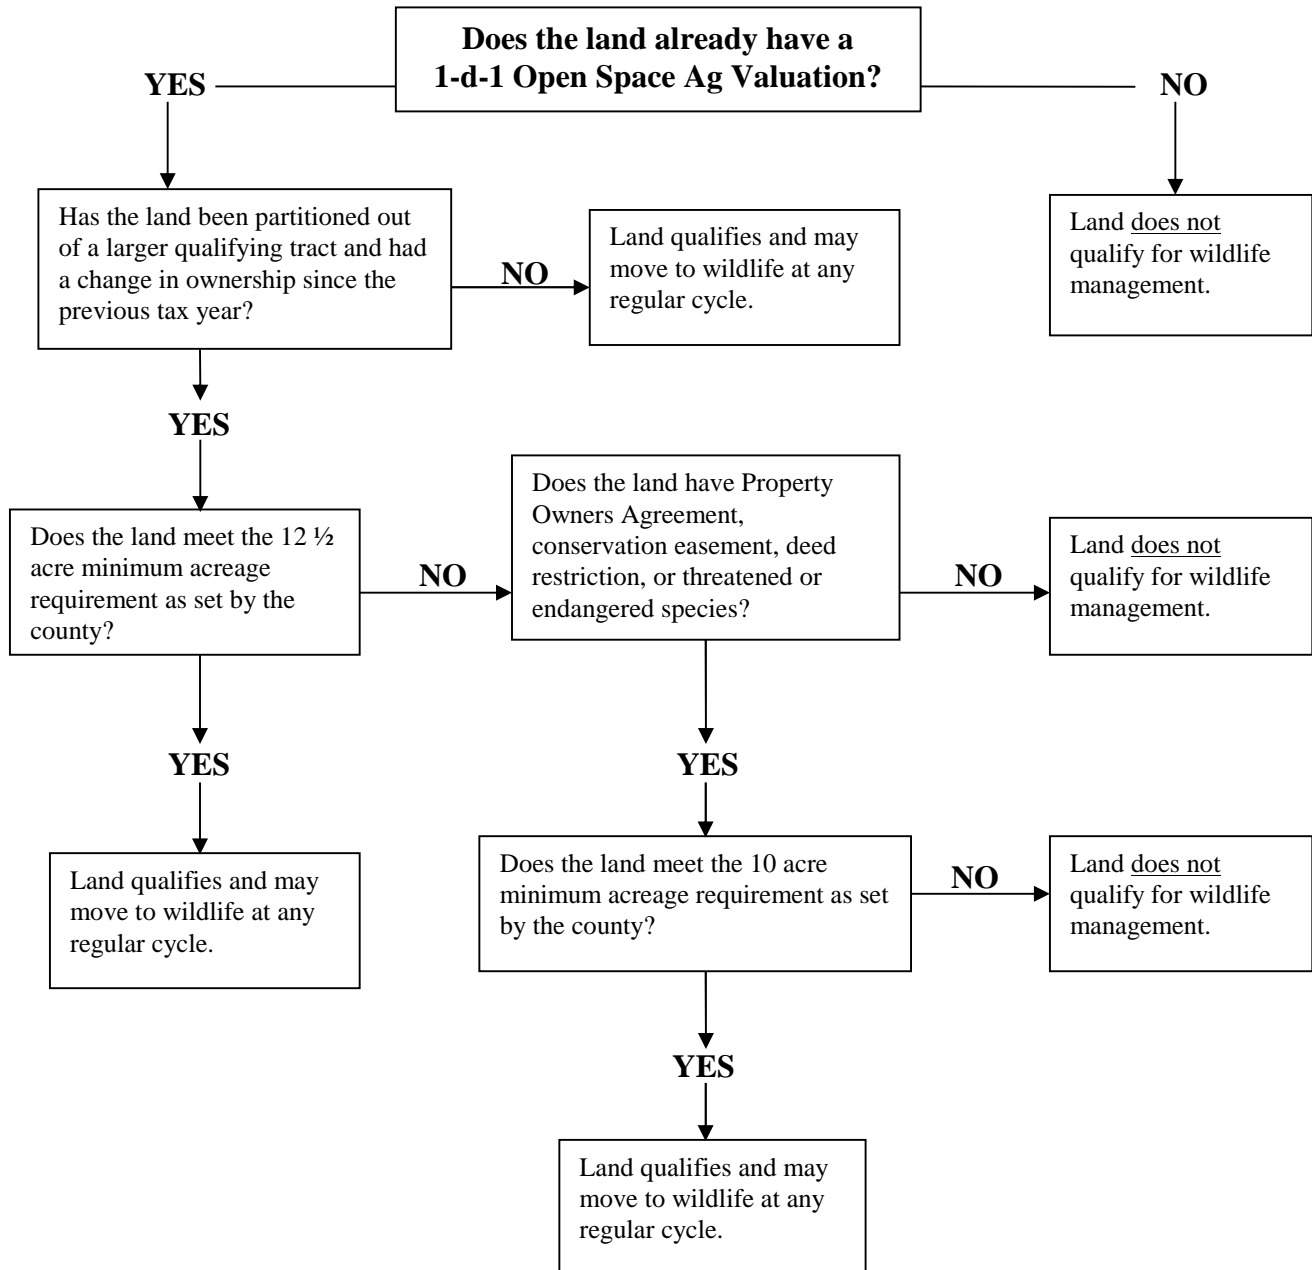 Does the land already have a
1-d-1 Open Space Ag Valuation?
YES
NO
Has the land been partitioned out
of a larger qualifying tract and had
a change in ownership since the
previous tax year?
NO
Land qualifies and may
move to wildlife at any
regular cycle.
Land does not
qualify for wildlife
management.
YES
Does the land meet the 12 ½
acre minimum acreage
requirement as set by the
county?
NO
Does the land have Property
Owners Agreement,
conservation easement, deed
restriction, or threatened or
endangered species?
NO
Land does not
qualify for wildlife
management.
YES
YES
Land qualifies and may
move to wildlife at any
regular cycle.
Does the land meet the 10 acre
minimum acreage requirement as set
by the county?
NO
Land does not
qualify for wildlife
management.
YES
Land qualifies and may
move to wildlife at any
regular cycle.